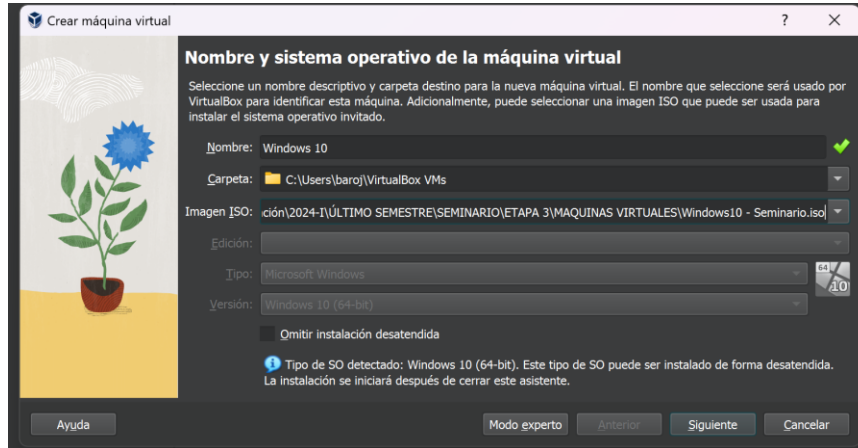 Crear máquina virtual
?
Nombre y sistema operativo de la máquina virtual
Seleccione un nombre descriptivo y carpeta destino para la nueva máquina virtual. El nombre que seleccione será usado por
VirtualBox para identificar esta máquina. Adicionalmente, puede seleccionar una imagen ISO que puede ser usada para
instalar el sistema operativo invitado.
Nombre: Windows 10
Carpeta: C:\Users\baroj\VirtualBox VMs
Imagen ISO: ción\2024-I\ÚLTIMO SEMESTRE\SEMINARIO\ETAPA 3\MAQUINAS VIRTUALES\Windows10 - Seminario.iso
Edición:
Tipo: Microsoft Windows
64
10
Versión: Windows 10 (64-bit)
Omitir instalación desatendida
Tipo de SO detectado: Windows 10 (64-bit). Este tipo de SO puede ser instalado de forma desatendida.
La instalación se iniciará después de cerrar este asistente.
Ayuda Modo experto Anterior Siguiente Cancelar